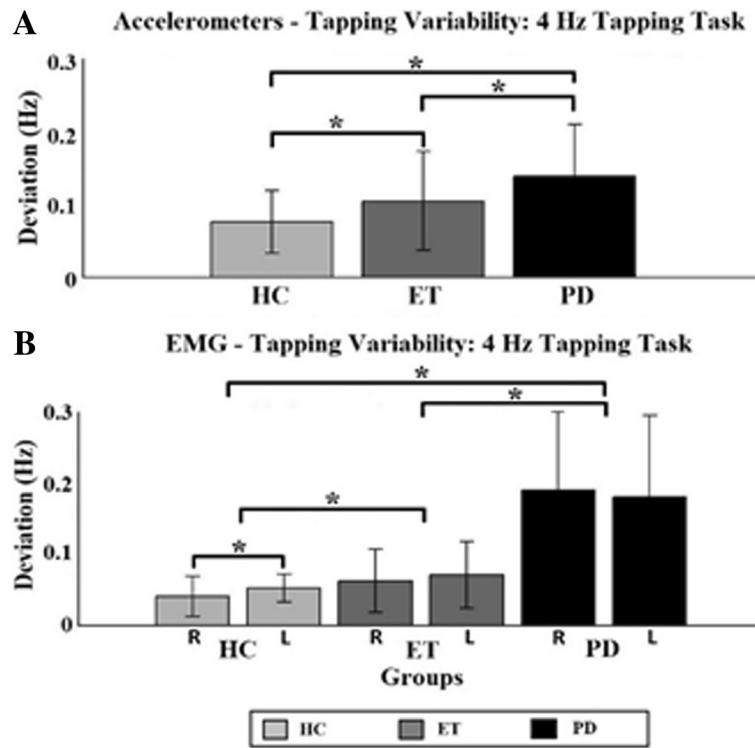 A
Accelerometers - Tapping Variability: 4 Hz Tapping Task
Deviation (Hz)
0.3
0.2
0.1
0
*
*
*
HC ET PD
B
EMG - Tapping Variability: 4 Hz Tapping Task
Deviation (Hz)
0.3
0.2
0.1
0
*
*
*
*
R L R L R L
HC ET PD
Groups
HC ET PD